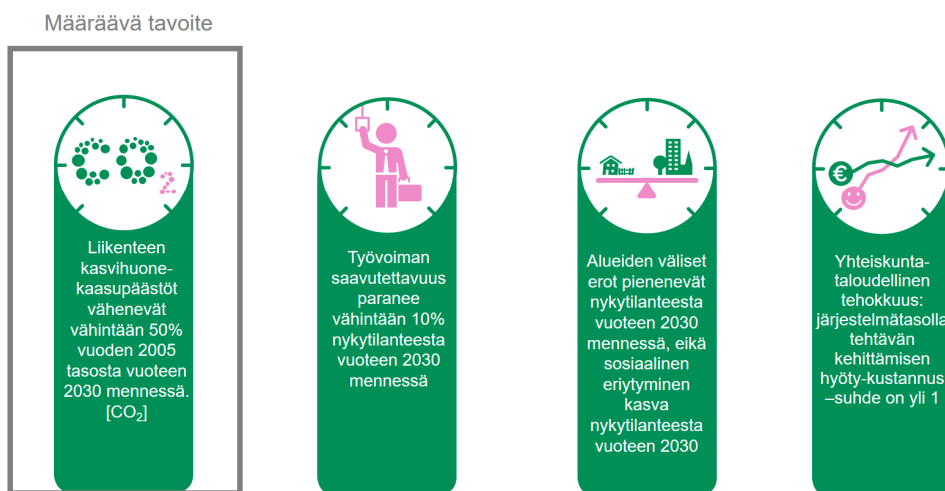 Määräävä tavoite
CO2
Liikenteen
kasvihuone-
kaasupäästöt
vähenevät
vähintään 50%
vuoden 2005
tasosta vuoteen
2030 mennessä.
[CO₂]
Työvoiman
saavutettavuus
paranee
vähintään 10%
nykytilanteesta
vuoteen 2030
mennessä
Alueiden väliset
erot pienenevät
nykytilanteesta
vuoteen 2030
mennessä, eikä
sosiaalinen
eriytyminen
kasva
nykytilanteesta
vuoteen 2030
€
Yhteiskunta-
taloudellinen
tehokkuus:
järjestelmätasolla
tehtävän
kehittämisen
hyöty-kustannus
–suhde on yli 1